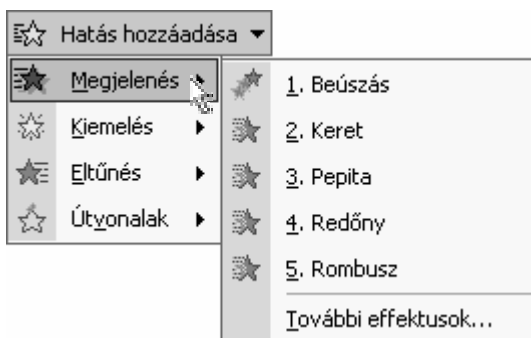 Hatás hozzáadása
Megjelenés
Kiemelés
Eltűnés
Útvonalak
1. Beúszás
2. Keret
3. Pepita
4. Redőny
5. Rombusz
További effektusok...